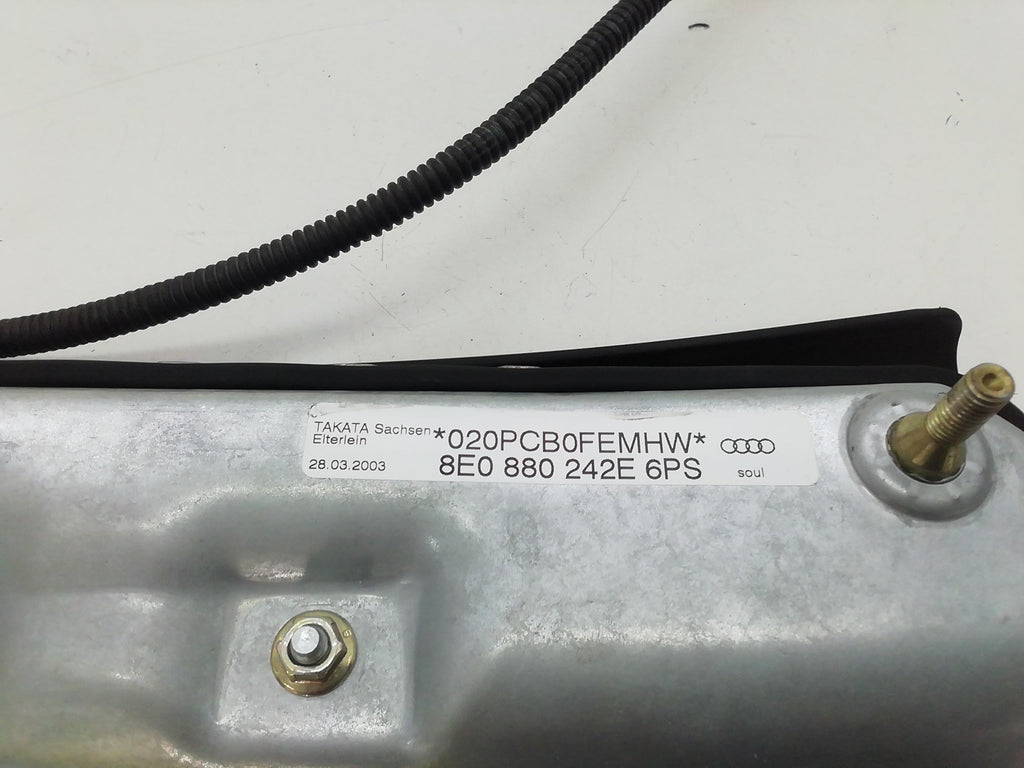 TAKATA Sachsen
Elterlein
28.03.2003
*020PCB0FEMHW*
8E0 880 242E 6PS
soul